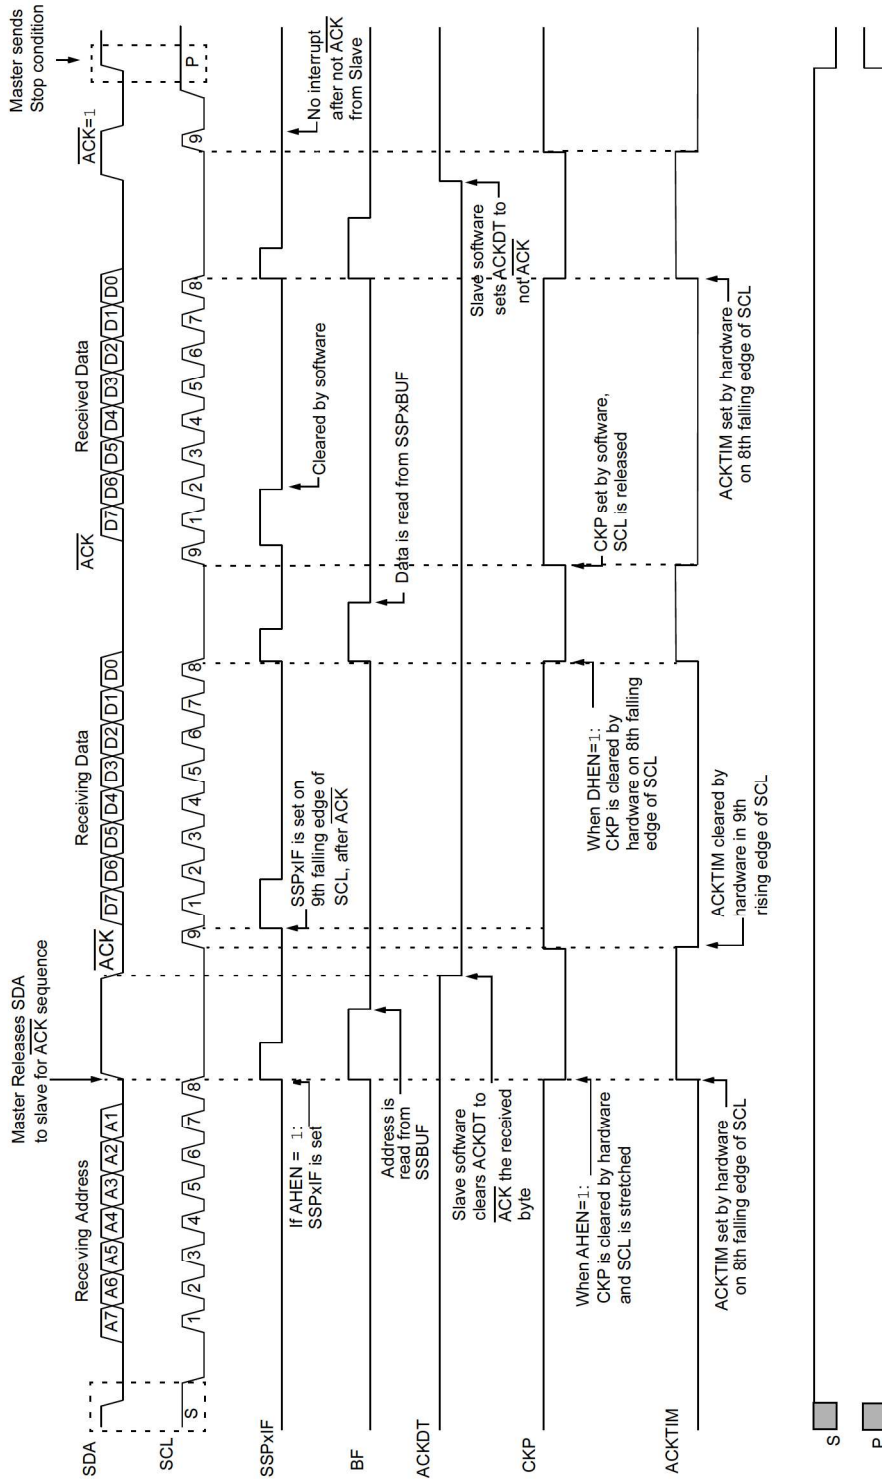 Master Releases SDA
to slave for ACK sequence
Master sends
Stop condition
Receiving Address
Receiving Data
Received Data
ACK
ACK
ACK=1
SDA
A7 A6 A5 A4 A3 A2 A1
D7 D6 D5 D4 D3 D2 D1 D0
D7 D6 D5 D4 D3 D2 D1 D0
SCL
S
1 2 3 4 5 6 7 8
9
1 2 3 4 5 6 7 8
9
1 2 3 4 5 6 7 8
9
P
SSPxIF
If AHEN = 1:
SSPxIF is set
SSPxIF is set on
9th falling edge of
SCL, after ACK
Cleared by software
No interrupt
after not ACK
from Slave
BF
Address is
read from
SSBUF
Data is read from SSPxBUF
ACKDT
Slave software
clears ACKDT to
ACK the received
byte
Slave software
sets ACKDT to
not ACK
CKP
When AHEN=1:
CKP is cleared by hardware
and SCL is stretched
When DHEN=1:
CKP is cleared by
hardware on 8th falling
edge of SCL
CKP set by software,
SCL is released
ACKTIM
ACKTIM set by hardware
on 8th falling edge of SCL
ACKTIM cleared by
hardware in 9th
rising edge of SCL
ACKTIM set by hardware
on 8th falling edge of SCL
S
P